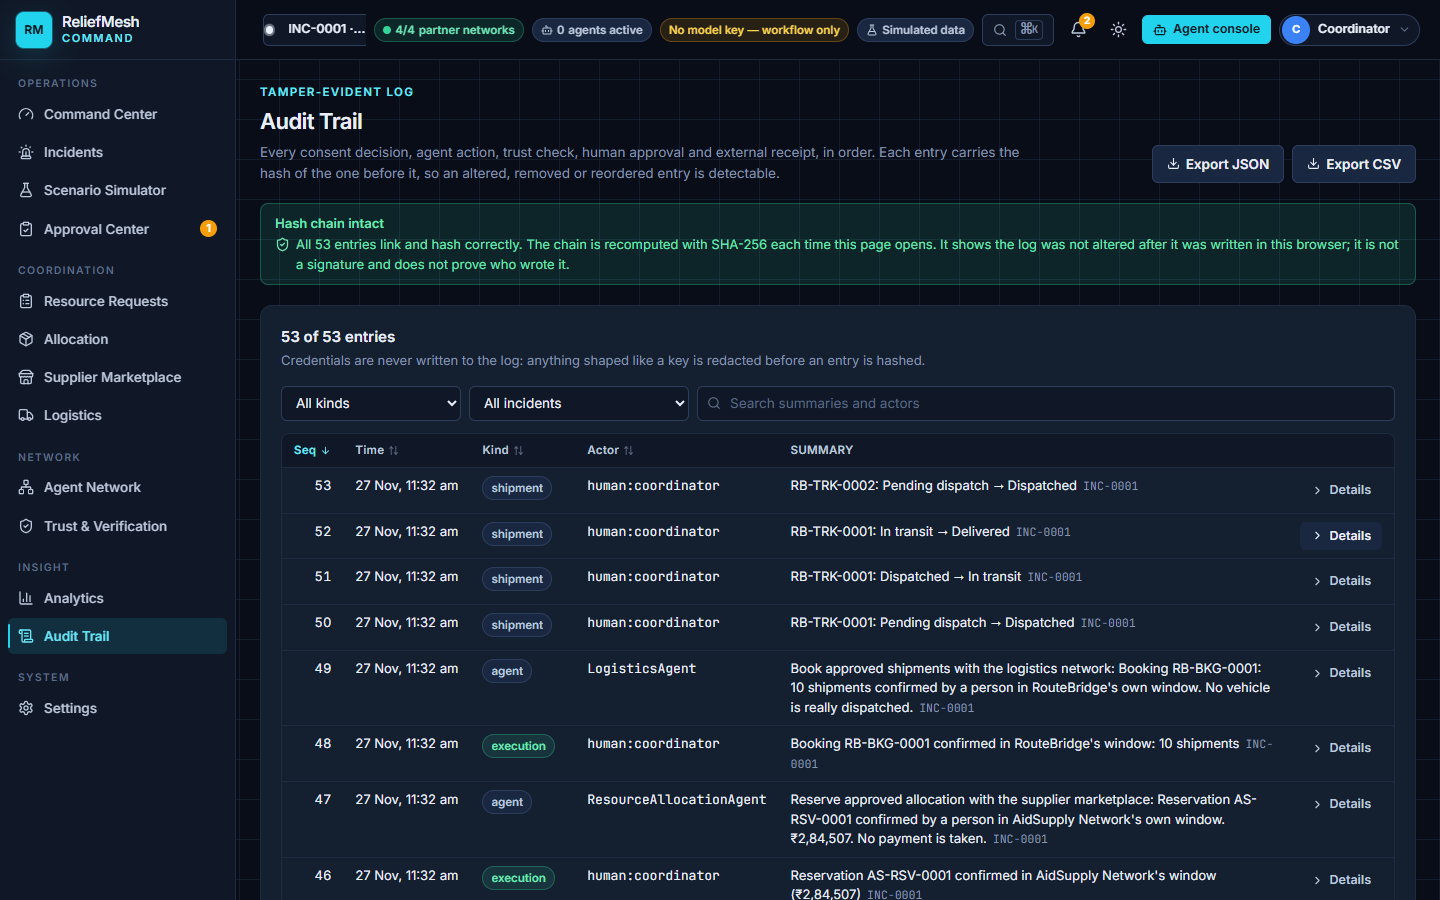 RM
ReliefMesh
COMMAND
INC-0001 -...
4/4 partner networks
0 agents active
No model key — workflow only
Simulated data
⌘K
2
Agent console
C
Coordinator
OPERATIONS
Command Center
Incidents
Scenario Simulator
Approval Center
1
COORDINATION
Resource Requests
Allocation
Supplier Marketplace
Logistics
NETWORK
Agent Network
Trust & Verification
INSIGHT
Analytics
Audit Trail
SYSTEM
Settings
TAMPER-EVIDENT LOG
Audit Trail
Every consent decision, agent action, trust check, human approval and external receipt, in order. Each entry carries the
hash of the one before it, so an altered, removed or reordered entry is detectable.
Export JSON
Export CSV
Hash chain intact
All 53 entries link and hash correctly. The chain is recomputed with SHA-256 each time this page opens. It shows the log was not altered after it was written in this browser; it is not
a signature and does not prove who wrote it.
53 of 53 entries
Credentials are never written to the log: anything shaped like a key is redacted before an entry is hashed.
All kinds
All incidents
Search summaries and actors
Seq ↓ Time ↑↓ Kind ↑↓ Actor ↑↓ SUMMARY
53 27 Nov, 11:32 am shipment human:coordinator RB-TRK-0002: Pending dispatch → Dispatched INC-0001 Details
52 27 Nov, 11:32 am shipment human:coordinator RB-TRK-0001: In transit → Delivered INC-0001 Details
51 27 Nov, 11:32 am shipment human:coordinator RB-TRK-0001: Dispatched → In transit INC-0001 Details
50 27 Nov, 11:32 am shipment human:coordinator RB-TRK-0001: Pending dispatch → Dispatched INC-0001 Details
49 27 Nov, 11:32 am agent LogisticsAgent Book approved shipments with the logistics network: Booking RB-BKG-0001: Details
10 shipments confirmed by a person in RouteBridge's own window. No vehicle
is really dispatched. INC-0001
48 27 Nov, 11:32 am execution human:coordinator Booking RB-BKG-0001 confirmed in RouteBridge's window: 10 shipments INC- Details
0001
47 27 Nov, 11:32 am agent ResourceAllocationAgent Reserve approved allocation with the supplier marketplace: Reservation AS- Details
RSV-0001 confirmed by a person in AidSupply Network's own window.
₹2,84,507. No payment is taken. INC-0001
46 27 Nov, 11:32 am execution human:coordinator Reservation AS-RSV-0001 confirmed in AidSupply Network's window Details
(₹2,84,507) INC-0001